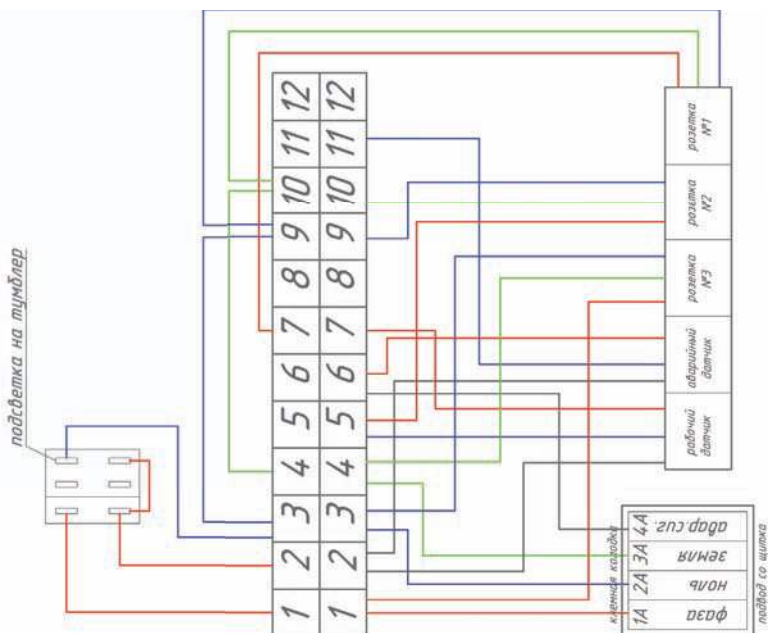 12 12
11 11
10 10
9 9
8 8
7 7
6 6
5 5
4 4
3 3
2 2
1 1
подсветка на тумблер
розетка
№1
розетка
№2
розетка
№3
аварийный
датчик
рабочий
датчик
клемная колодка
4А авар.сиг.
3А земля
2А ноль
1А фаза
подвод со щитка